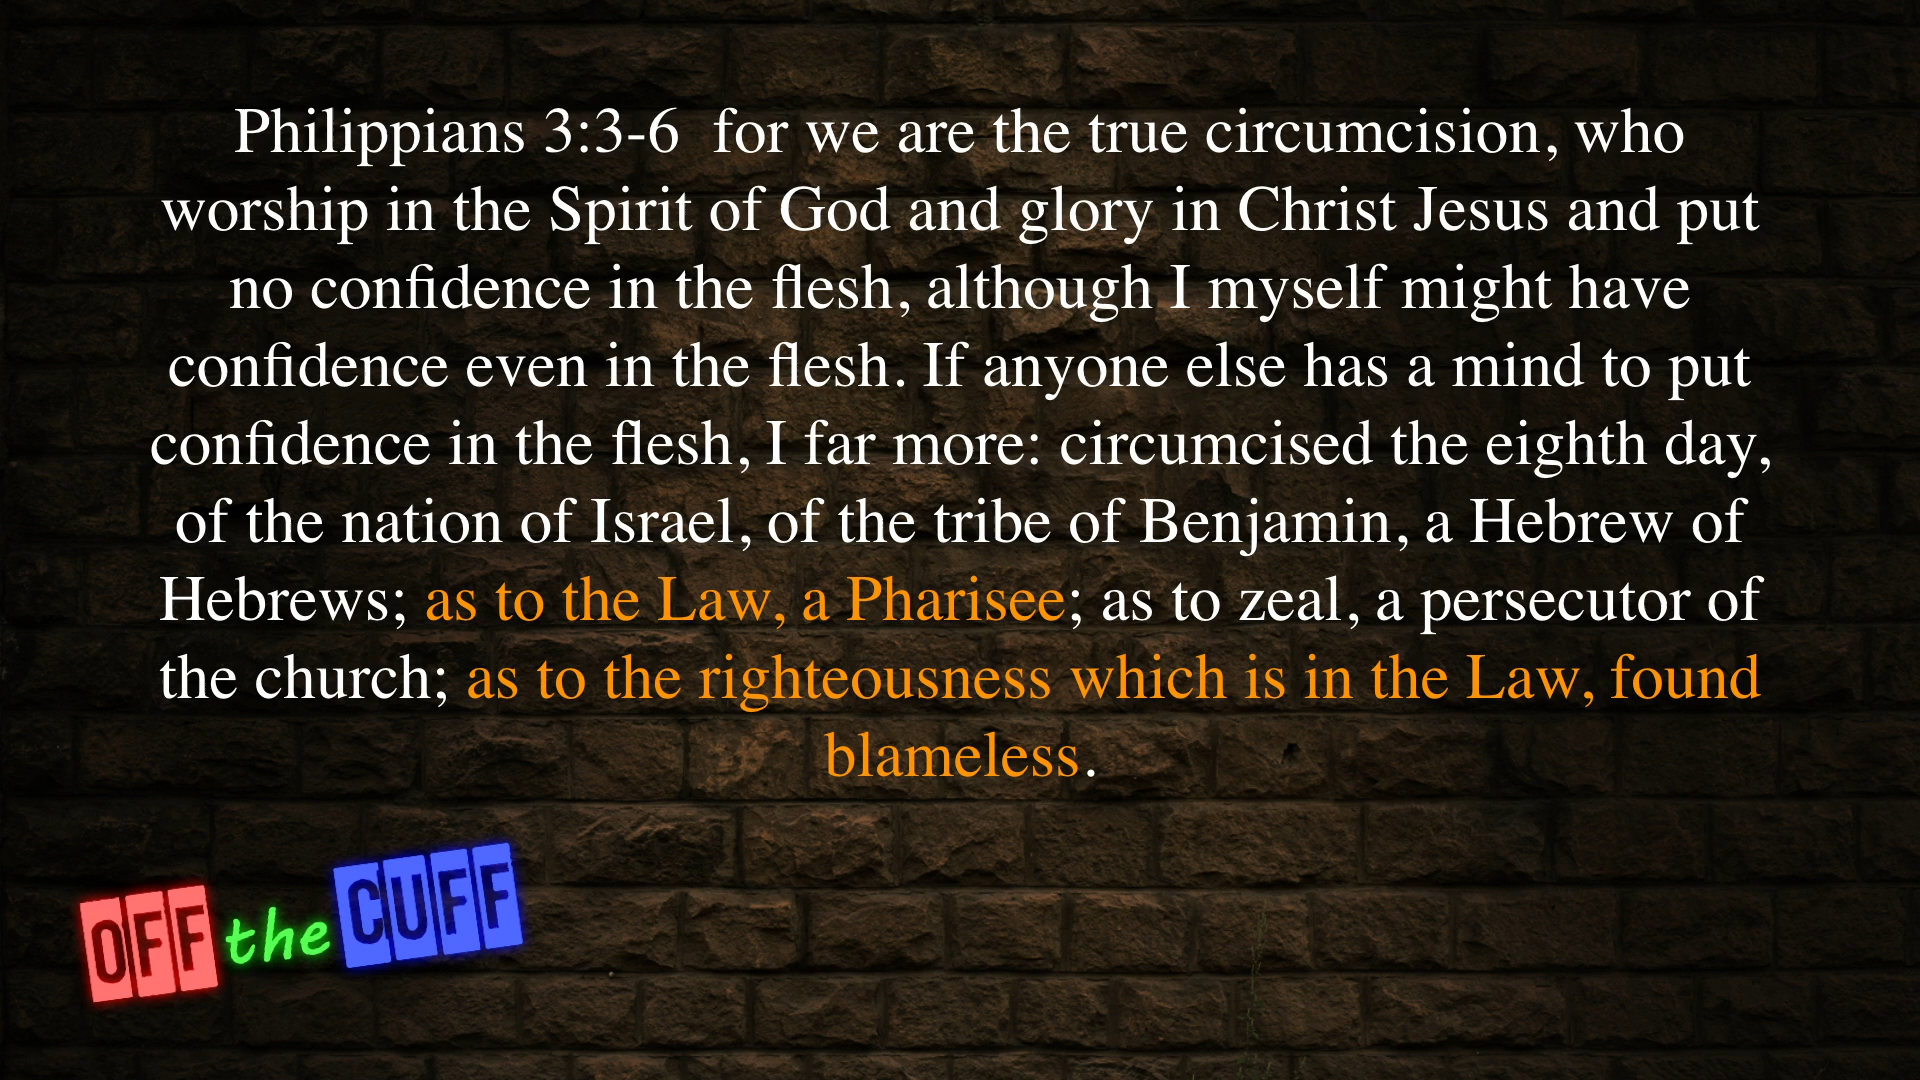 Philippians 3:3-6  for we are the true circumcision, who
worship in the Spirit of God and glory in Christ Jesus and put
no confidence in the flesh, although I myself might have
confidence even in the flesh. If anyone else has a mind to put
confidence in the flesh, I far more: circumcised the eighth day,
of the nation of Israel, of the tribe of Benjamin, a Hebrew of
Hebrews; as to the Law, a Pharisee; as to zeal, a persecutor of
the church; as to the righteousness which is in the Law, found
blameless.
OFF the CUFF